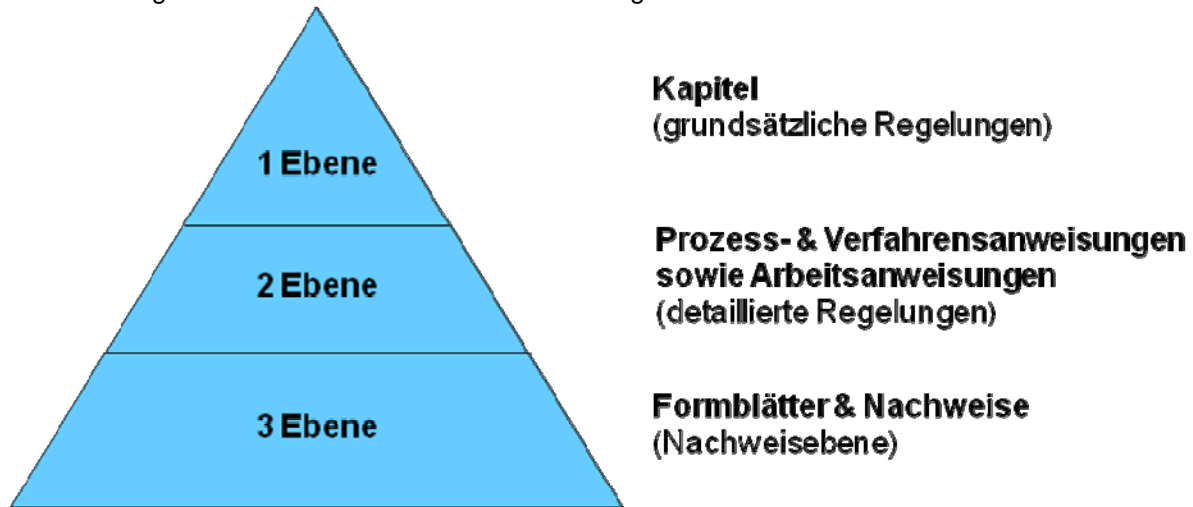 1 Ebene
Kapitel
(grundsätzliche Regelungen)
2 Ebene
Prozess- & Verfahrensanweisungen
sowie Arbeitsanweisungen
(detaillierte Regelungen)
3 Ebene
Formblätter & Nachweise
(Nachweisebene)